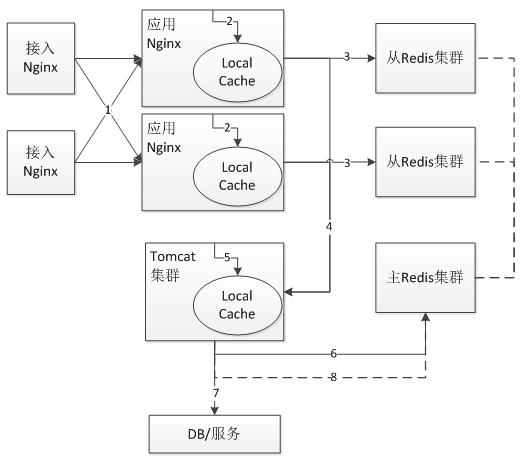 接入
Nginx
应用
Nginx
2
Local
Cache
3
从Redis集群
1
接入
Nginx
应用
Nginx
2
Local
Cache
3
从Redis集群
4
Tomcat
集群
5
Local
Cache
主Redis集群
6
8
7
DB/服务